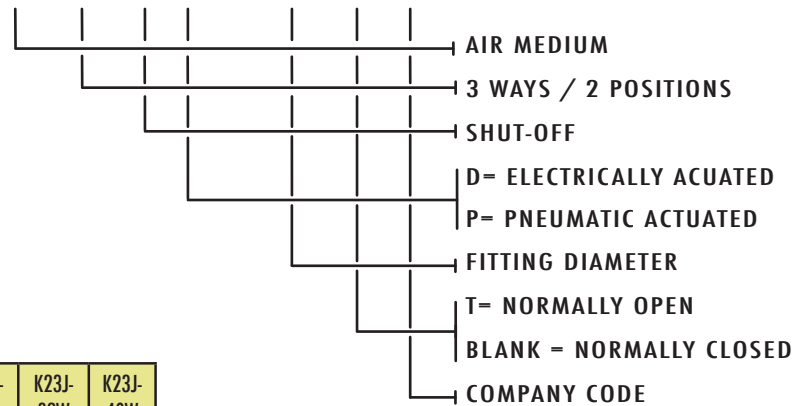 AIR MEDIUM
3 WAYS / 2 POSITIONS
SHUT-OFF
D= ELECTRICALLY ACUATED
P= PNEUMATIC ACTUATED
FITTING DIAMETER
T= NORMALLY OPEN
BLANK = NORMALLY CLOSED
COMPANY CODE
K23J- K23J-